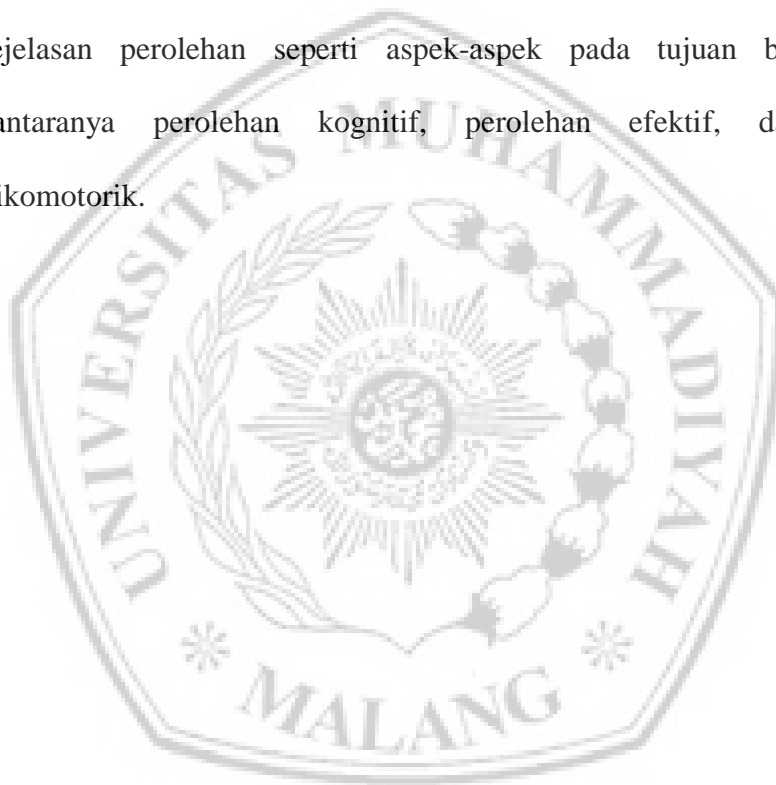 ejelasan perolehan seperti aspek-aspek pada tujuan b
antaranya perolehan kognitif, perolehan efektif, d
ikomotorik.
UNIVERSITAS MUHAMMADIYAH
MALANG